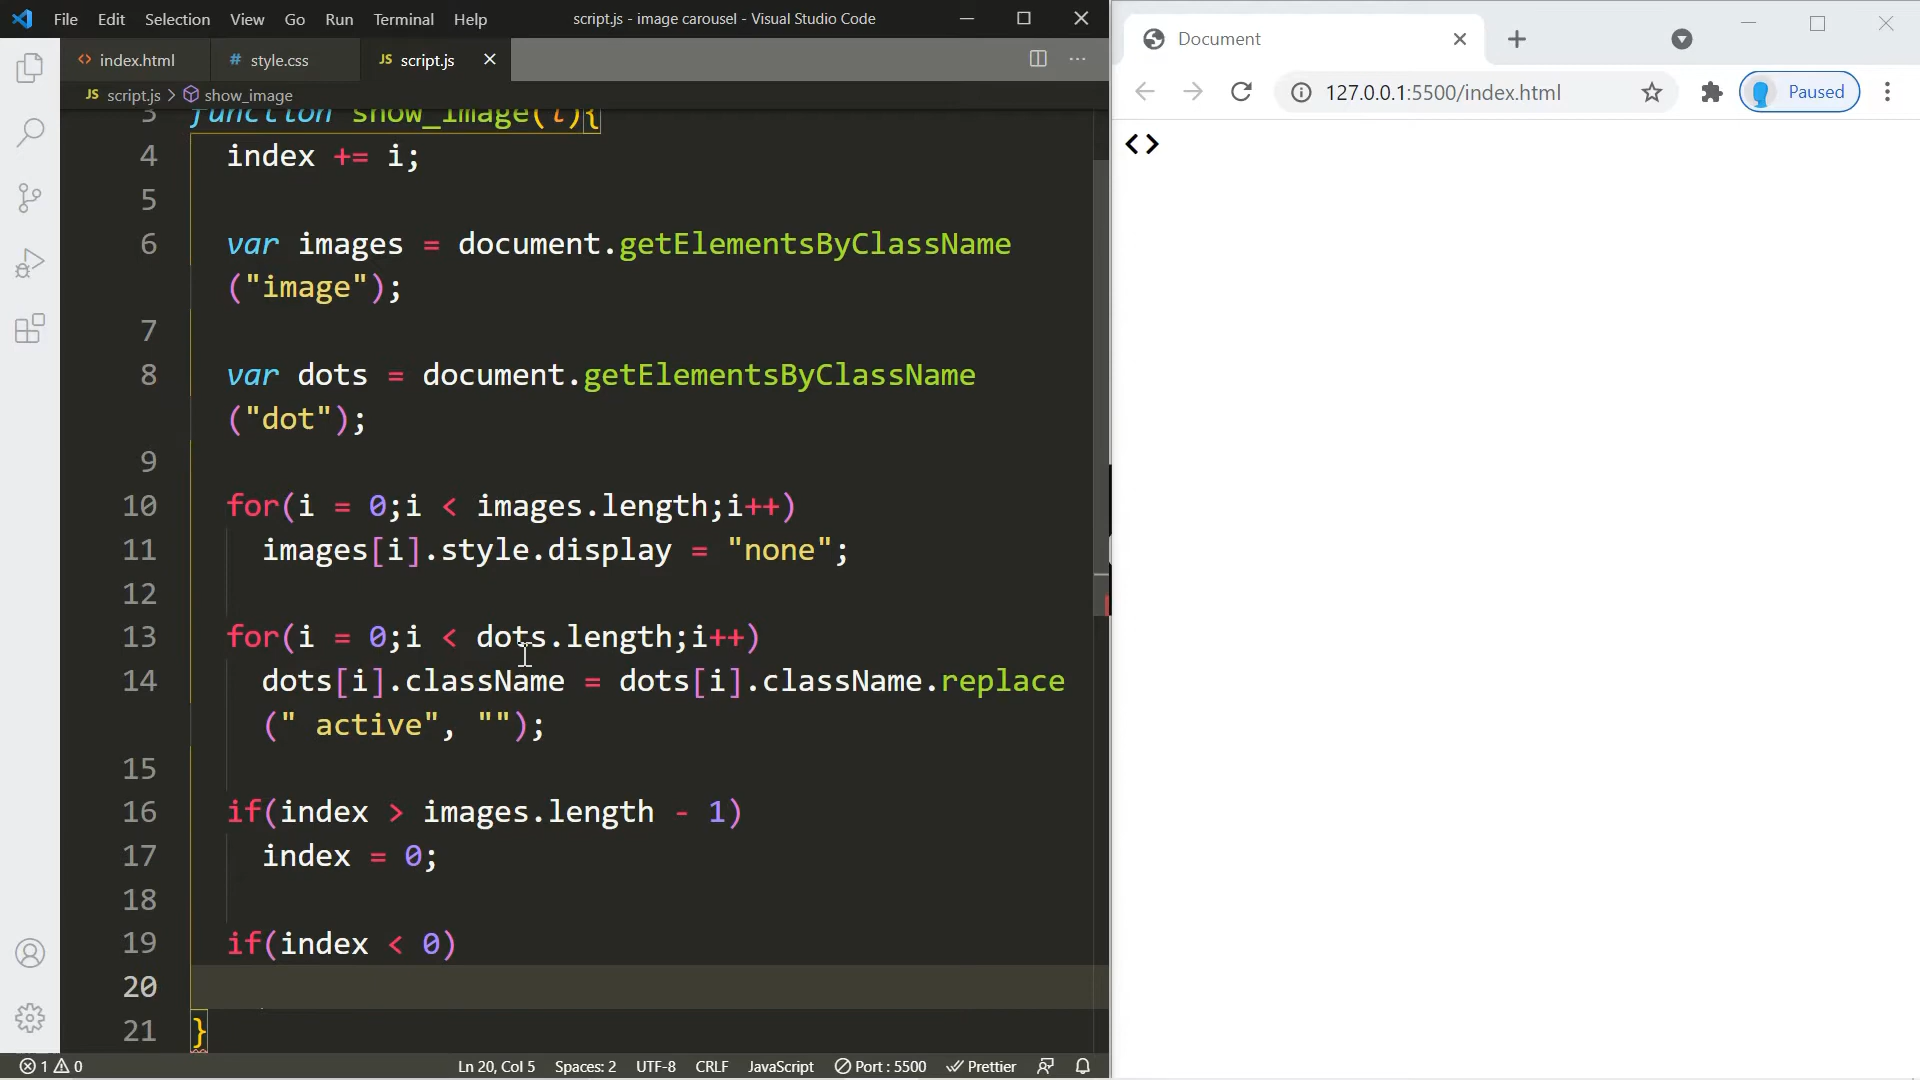 File Edit Selection View Go Run Terminal Help script.js - image carousel - Visual Studio Code
<> index.html # style.css JS script.js
JS script.js > show_image
3 function show_image(i){
4 index += i;
5
6 var images = document.getElementsByClassName
("image");
7
8 var dots = document.getElementsByClassName
("dot");
9
10 for(i = 0;i < images.length;i++)
11 images[i].style.display = "none";
12
13 for(i = 0;i < dots.length;i++)
14 dots[i].className = dots[i].className.replace
(" active", "");
15
16 if(index > images.length - 1)
17 index = 0;
18
19 if(index < 0)
20
21 }
1 0 Ln 20, Col 5 Spaces: 2 UTF-8 CRLF JavaScript Port : 5500 Prettier
Document
127.0.0.1:5500/index.html Paused
< >